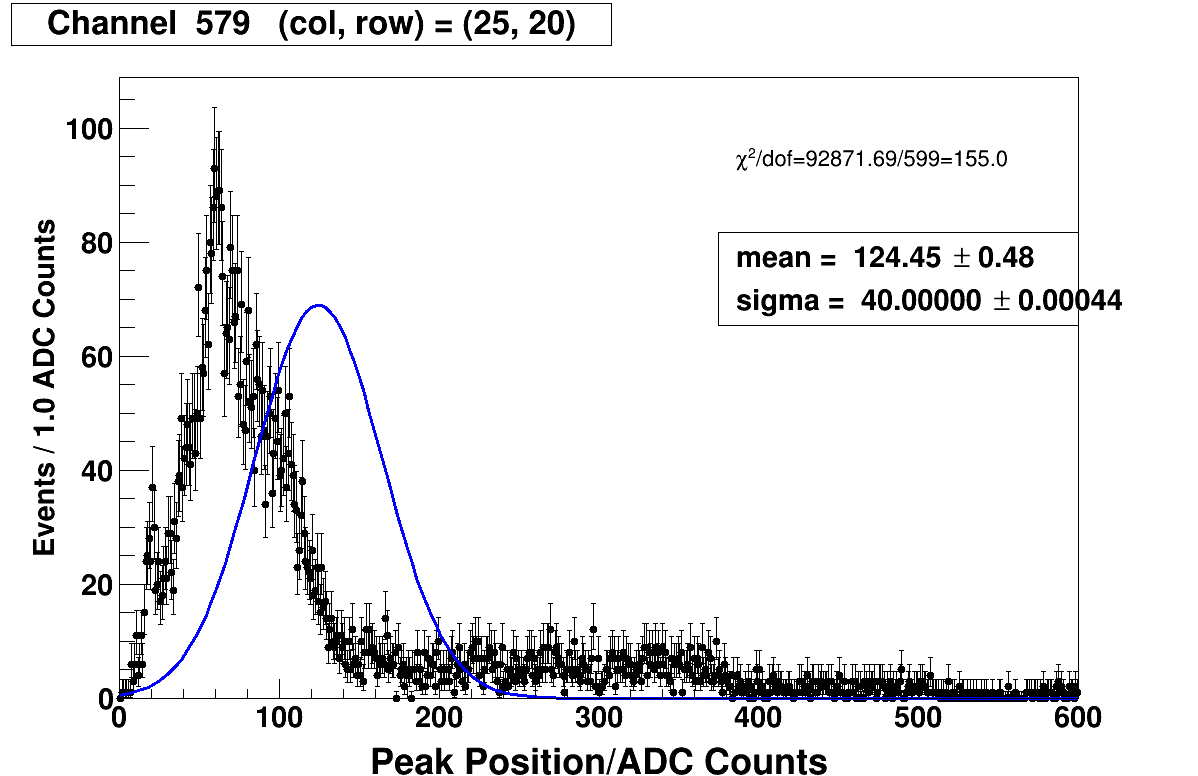 Channel 579 (col, row) = (25, 20)
χ²/dof=92871.69/599=155.0
mean = 124.45 ± 0.48
sigma = 40.00000 ± 0.00044
Events / 1.0 ADC Counts
100
80
60
40
20
0
0 100 200 300 400 500 600
Peak Position/ADC Counts